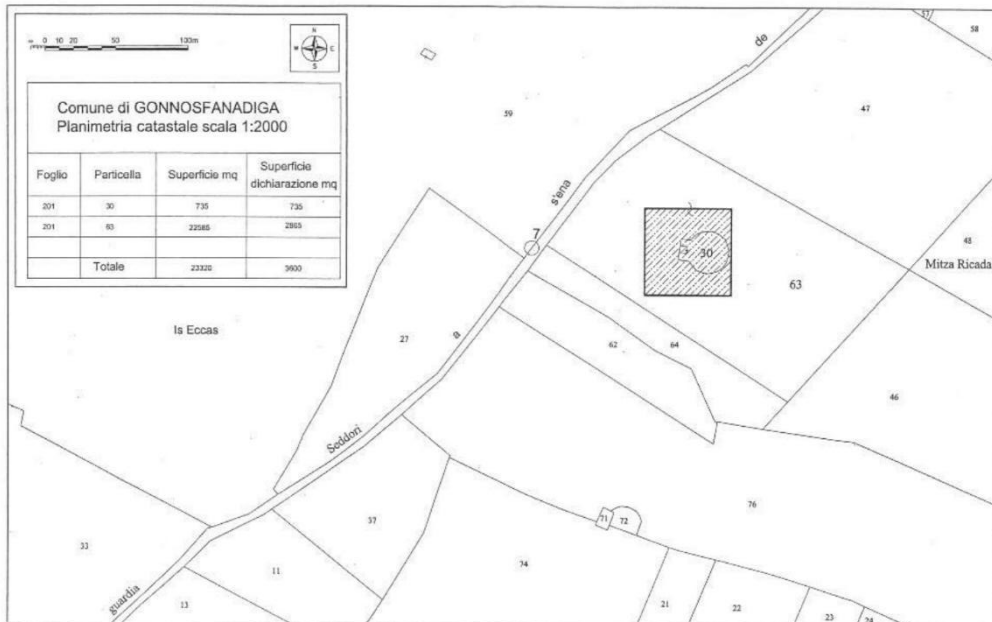 0 10 20 50 100m
N
W E
S
Comune di GONNOSFANADIGA
Planimetria catastale scala 1:2000
Foglio Particella Superficie mq Superficie dichiarazione mq
201 30 735 735
201 63 22585 2865
Totale 23320 3600
57
58
de
59
47
s'ena
7
30
48
Mitza Ricada
63
Is Eccas
27
a
62
64
46
Seddori
76
37
71
72
33
11
74
guardia
13
21
22
23
24